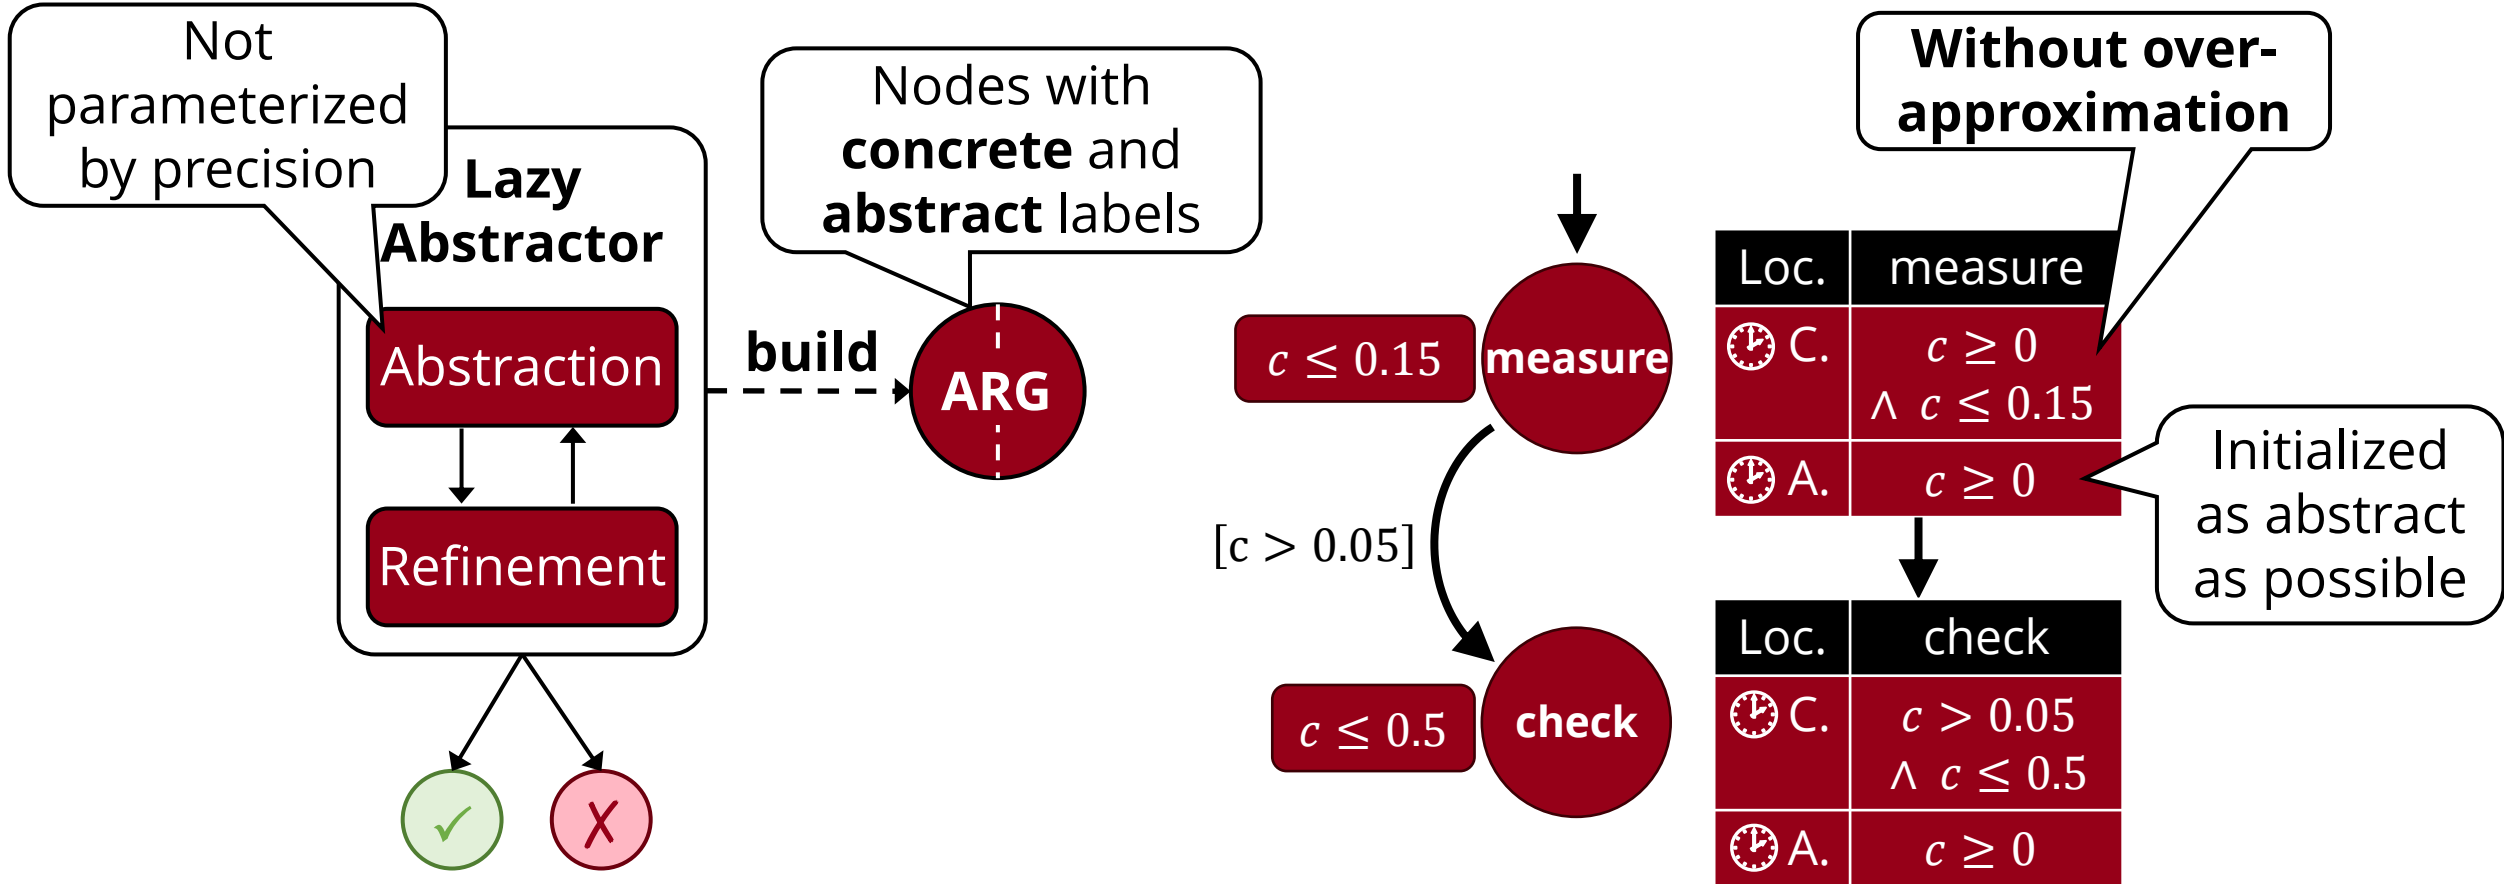 Not
parameterized
by precision
Lazy
Abstractor
Abstraction
Refinement
build
Nodes with
concrete and
abstract labels
ARG
c ≤ 0.15
measure
[c > 0.05]
c ≤ 0.5
check
Without over-
approximation
Loc. measure
C. c ≥ 0
∧ c ≤ 0.15
A. c ≥ 0
Initialized
as abstract
as possible
Loc. check
C. c > 0.05
∧ c ≤ 0.5
A. c ≥ 0